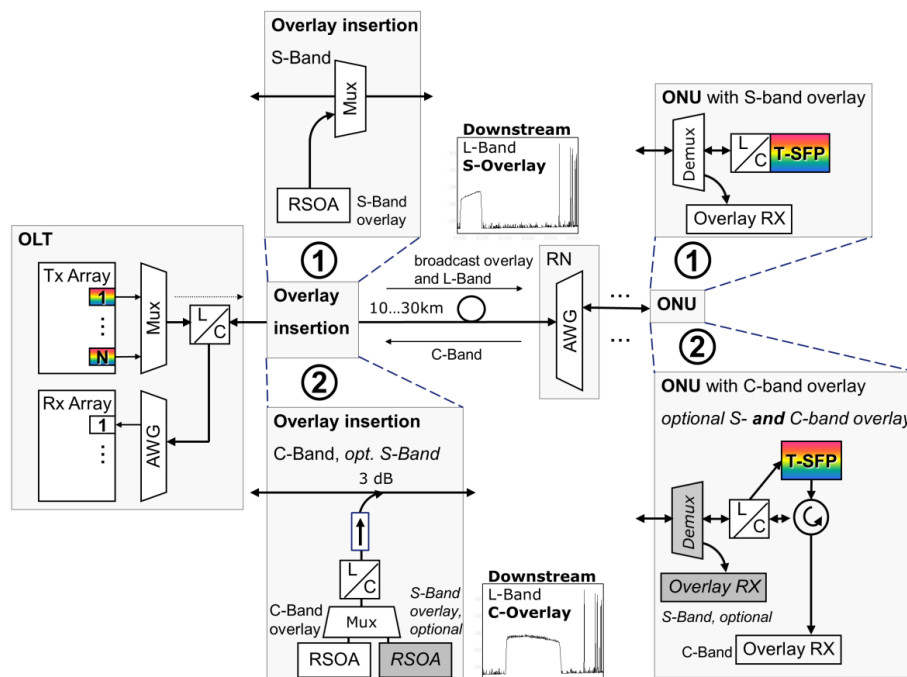 Overlay insertion
S-Band
Mux
RSOA
S-Band
overlay
Downstream
L-Band
S-Overlay
ONU with S-band overlay
Demux
L
C
T-SFP
Overlay RX
OLT
Tx Array
1
⋮
N
Mux
L
C
Rx Array
1
⋮
AWG
1
Overlay
insertion
2
broadcast overlay
and L-Band
10...30km
C-Band
RN
AWG
...
...
1
ONU
2
Overlay insertion
C-Band, opt. S-Band
3 dB
L
C
C-Band
overlay
Mux
S-Band
overlay,
optional
RSOA
RSOA
Downstream
L-Band
C-Overlay
ONU with C-band overlay
optional S- and C-band overlay
T-SFP
Demux
L
C
Overlay RX
S-Band, optional
C-Band
Overlay RX